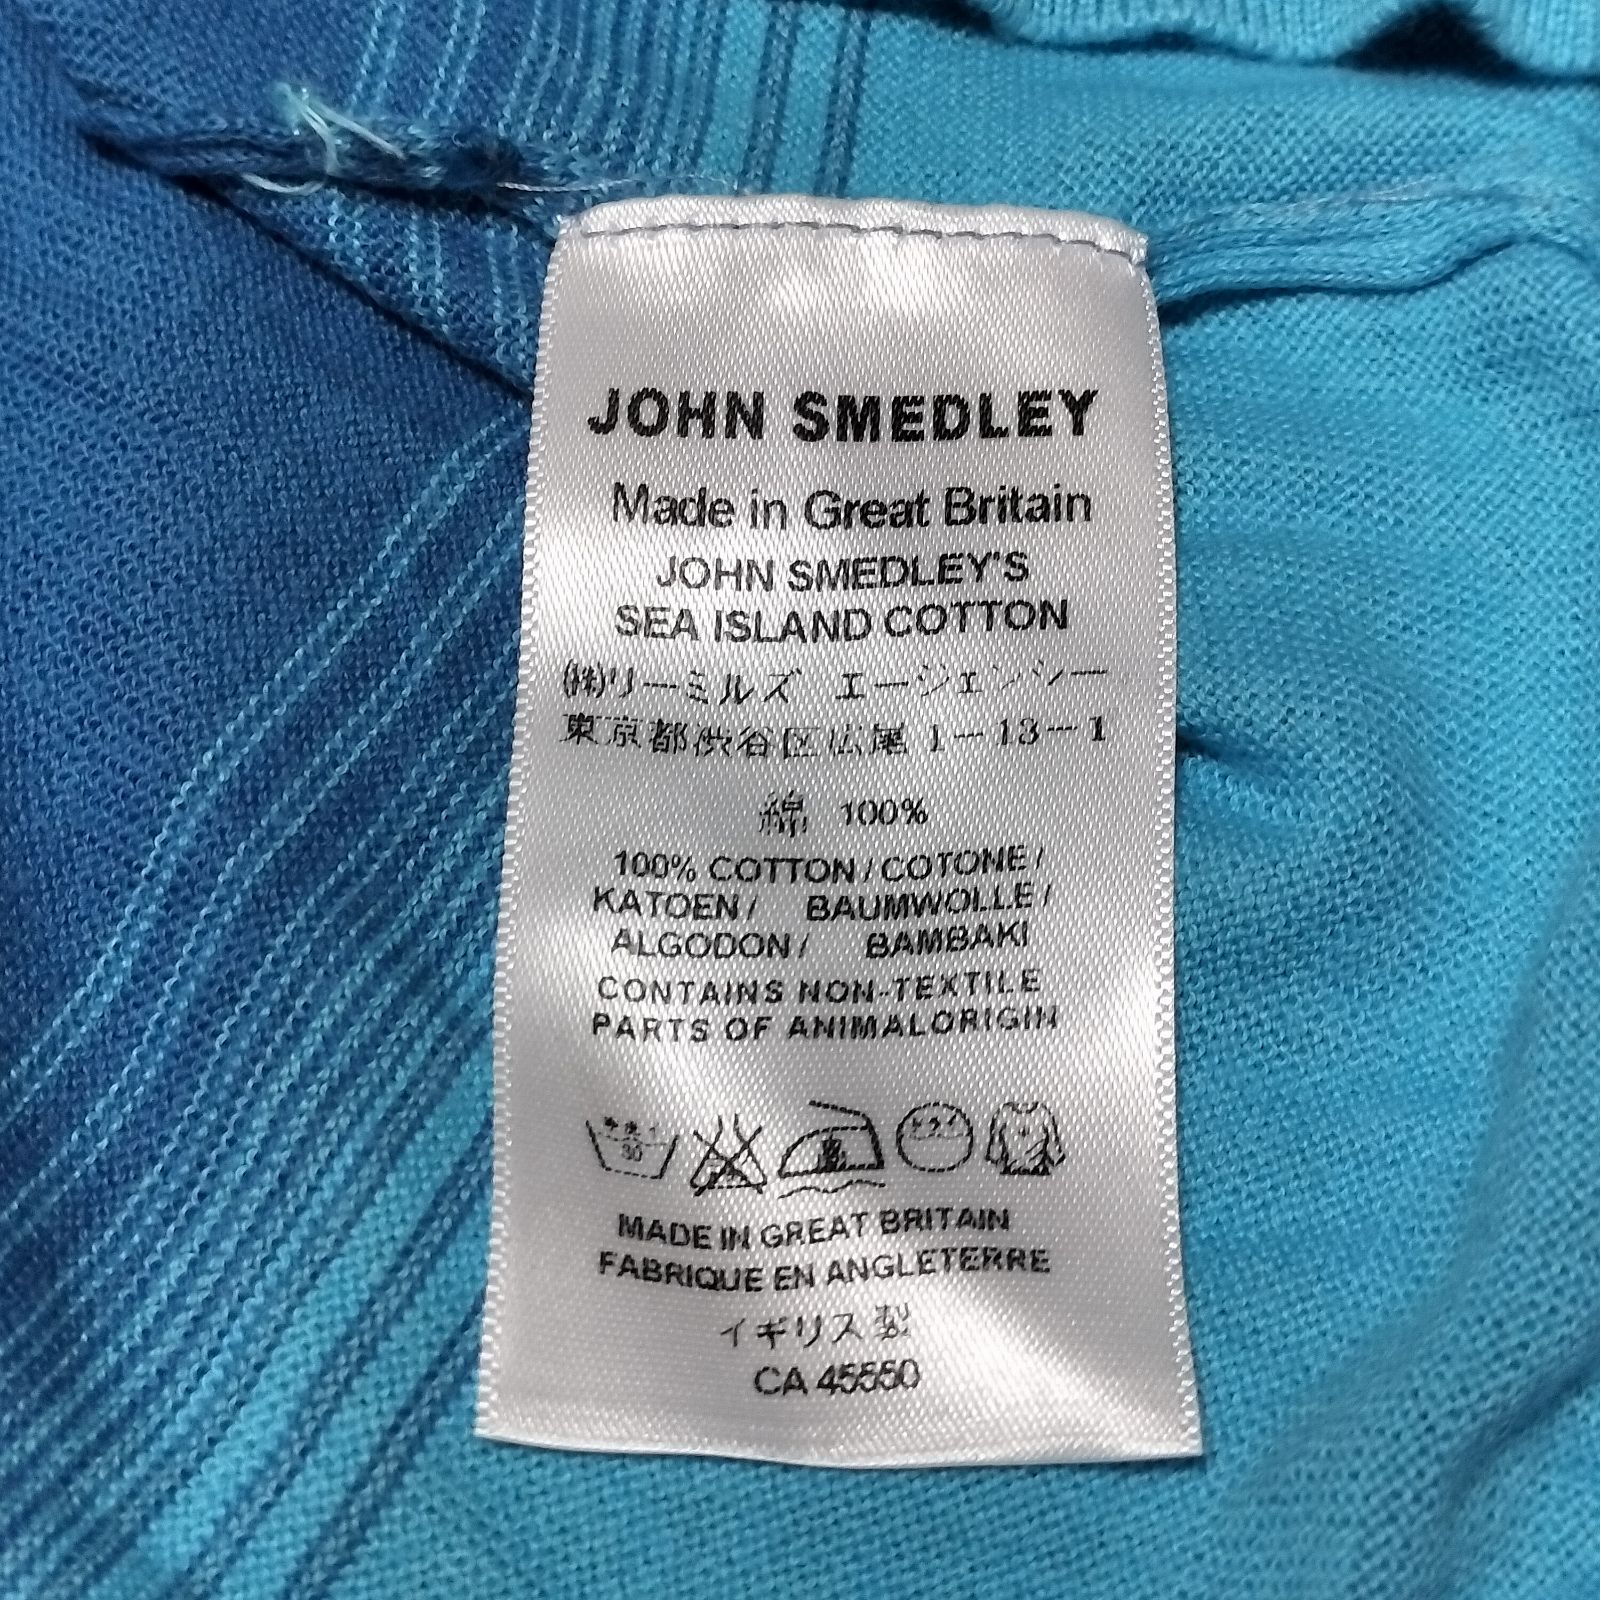 JOHN SMEDLEY
Made in Great Britain
JOHN SMEDLEY'S
SEA ISLAND COTTON
(株)リーミルズ エージェンシー
東京都渋谷区広尾 1-13-1
綿 100%
100% COTTON / COTONE /
KATOEN / BAUMWOLLE /
ALGODON / BAMBAKI
CONTAINS NON-TEXTILE
PARTS OF ANIMALORIGIN
30
MADE IN GREAT BRITAIN
FABRIQUE EN ANGLETERRE
イギリス製
CA 45550